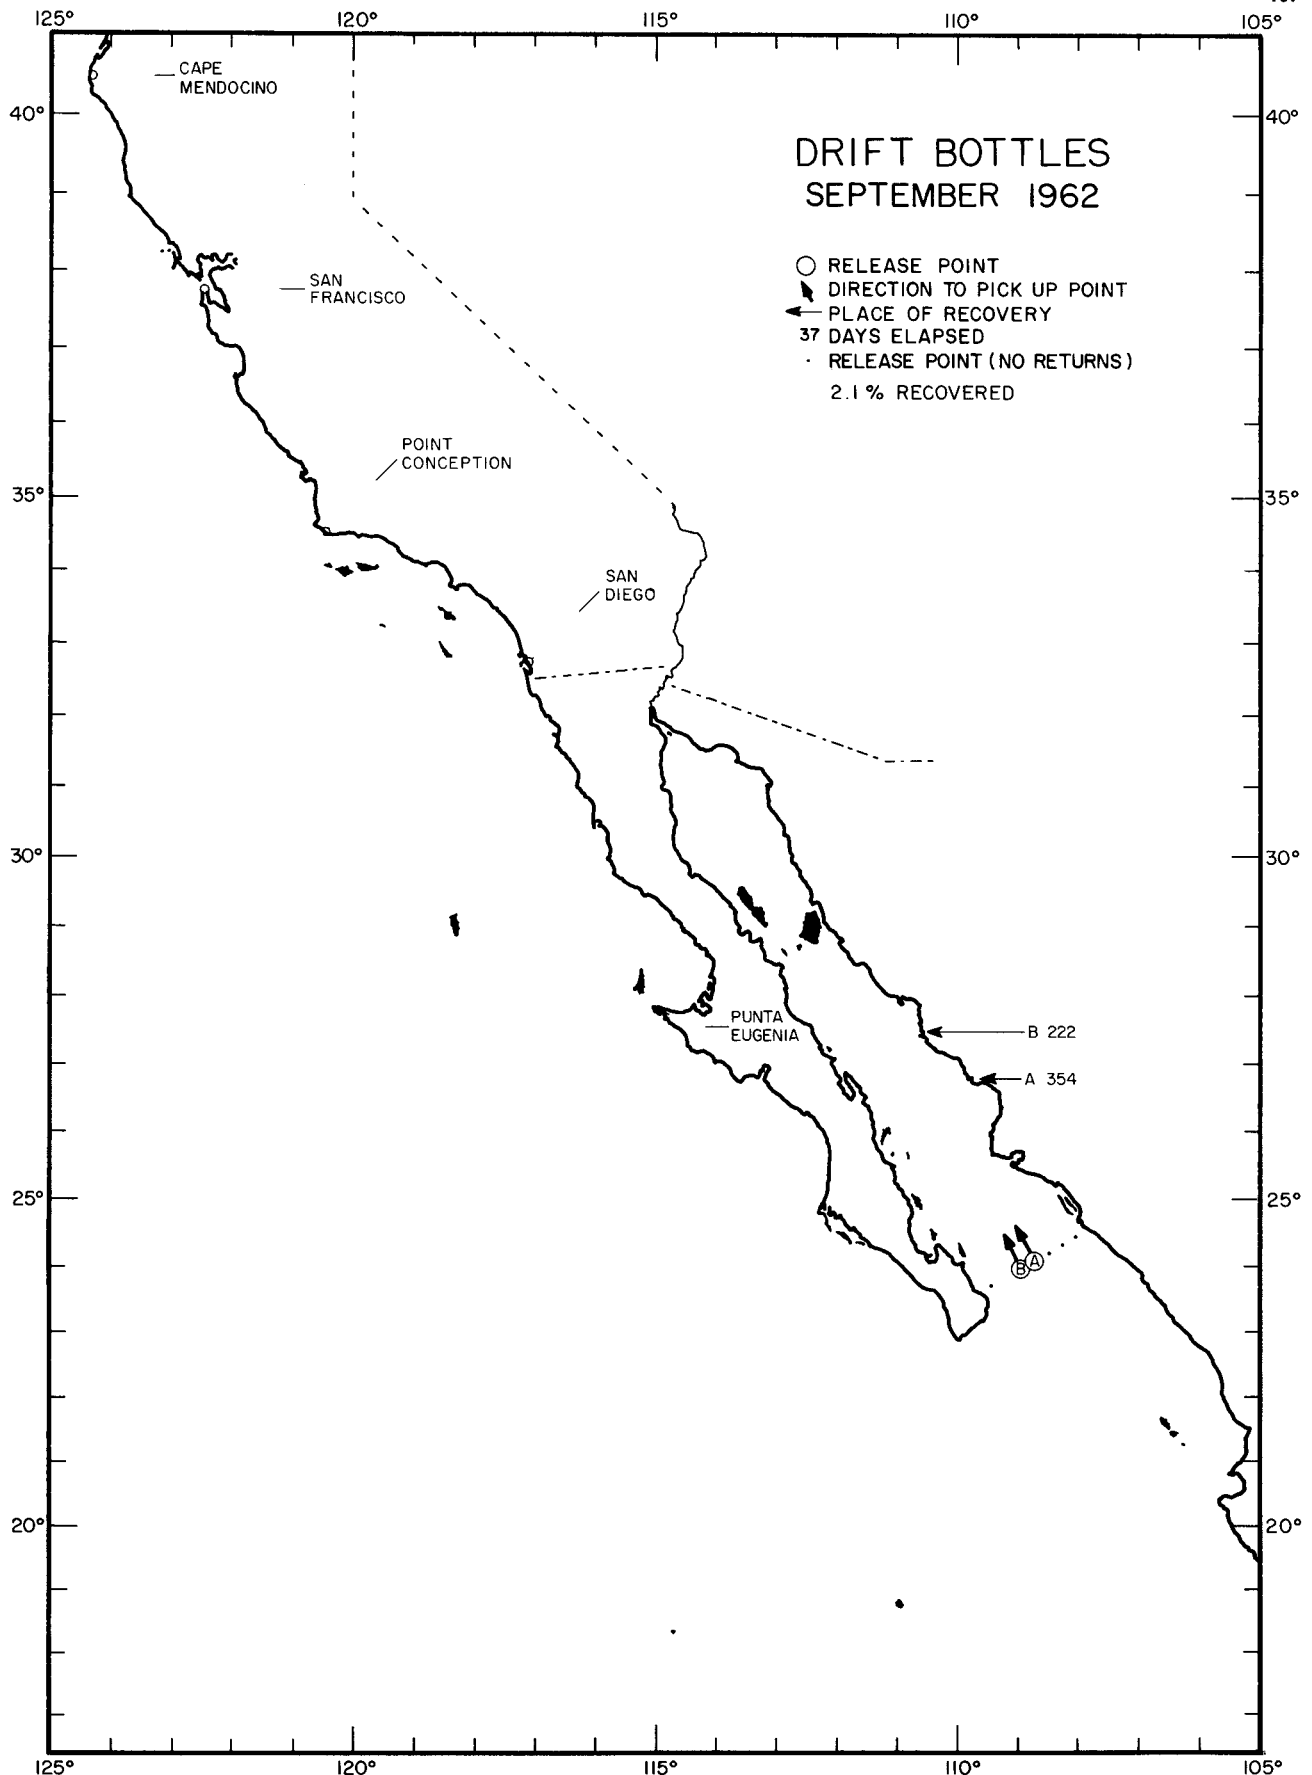 125° 120° 115° 110° 105°
CAPE
MENDOCINO
40° 40°
DRIFT BOTTLES
SEPTEMBER 1962
RELEASE POINT
DIRECTION TO PICK UP POINT
PLACE OF RECOVERY
37 DAYS ELAPSED
RELEASE POINT (NO RETURNS)
2.1% RECOVERED
SAN
FRANCISCO
POINT
CONCEPTION
35° 35°
SAN
DIEGO
30° 30°
PUNTA
EUGENIA
B 222
A 354
25° 25°
B A
20° 20°
125° 120° 115° 110° 105°